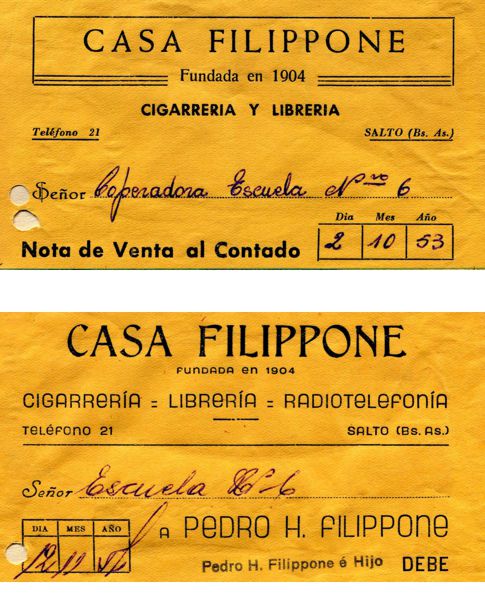 CASA FILIPPONE
Fundada en 1904
CIGARRERIA Y LIBRERIA
Teléfono 21 SALTO (Bs. As.)
Señor Coperadora Escuela Nro 6
Dia Mes Año
Nota de Venta al Contado 2 10 53
CASA FILIPPONE
FUNDADA en 1904
CIGARRERÍA = LIBRERÍA = RADIOTELEFONÍA
TELÉFONO 21 SALTO (Bs. As.)
Señor Escuela Nº 6
DIA MES AÑO
A PEDRO H. FILIPPONE
Pedro H. Filippone é Hijo DEBE